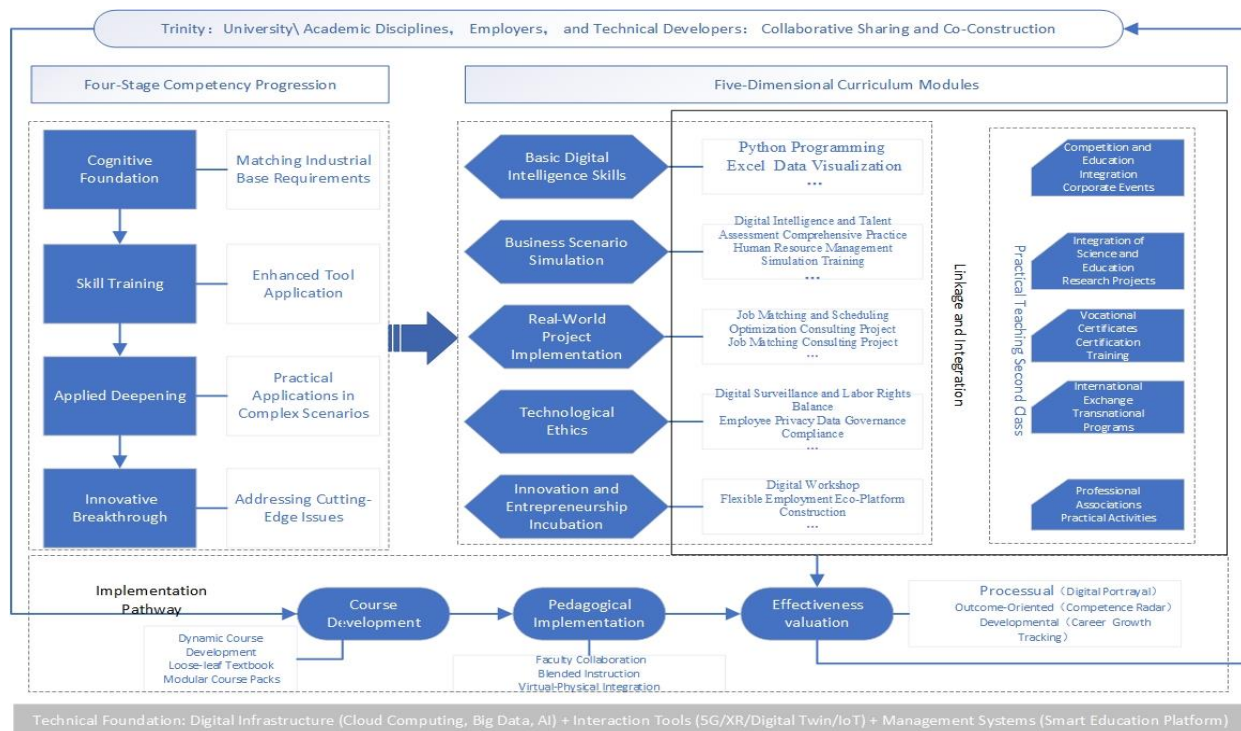 Trinity：University\ Academic Disciplines， Employers， and Technical Developers： Collaborative Sharing and Co-Construction
Four-Stage Competency Progression
Five-Dimensional Curriculum Modules
Cognitive
Foundation
Matching Industrial
Base Requirements
Skill Training
Enhanced Tool
Application
Applied Deepening
Practical
Applications in
Complex Scenarios
Innovative
Breakthrough
Addressing Cutting-
Edge Issues
Basic Digital
Intelligence Skills
Python Programming
Excel Data Visualization
...
Business Scenario
Simulation
Digital Intelligence and Talent
Assessment Comprehensive Practice
Human Resource Management
Simulation Training
...
Real-World
Project
Implementation
Job Matching and Scheduling
Optimization Consulting Project
Job Matching Consulting Project
...
Technological
Ethics
Digital Surveillance and Labor Rights
Balance
Employee Privacy Data Governance
Compliance
...
Innovation and
Entrepreneurship
Incubation
Digital Workshop
Flexible Employment Eco-Platform
Construction
...
Linkage and Integration
Practical Teaching Second Class
Competition and
Education
Integration
Corporate Events
Integration of
Science and
Education
Research Projects
Vocational
Certificates
Certification
Training
International
Exchange
Transnational
Programs
Professional
Associations
Practical Activities
Implementation
Pathway
Course
Development
Dynamic Course
Development
Loose-leaf Textbook
Modular Course Packs
Pedagogical
Implementation
Faculty Collaboration
Blended Instruction
Virtual-Physical Integration
Effectiveness
valuation
Processual（Digital Portrayal）
Outcome-Oriented（Competence Radar）
Developmental（Career Growth
Tracking）
Technical Foundation: Digital Infrastructure (Cloud Computing, Big Data, AI) + Interaction Tools (5G/XR/Digital Twin/IoT) + Management Systems (Smart Education Platform)